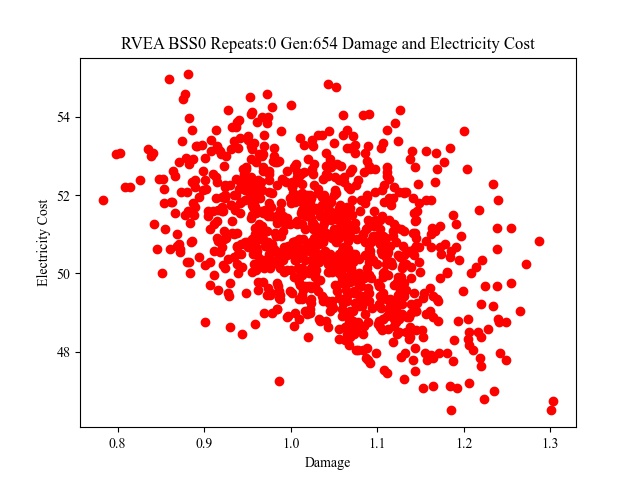 RVEA BSS0 Repeats:0 Gen:654 Damage and Electricity Cost
54
52
50
48
Electricity Cost
0.8 0.9 1.0 1.1 1.2 1.3
Damage